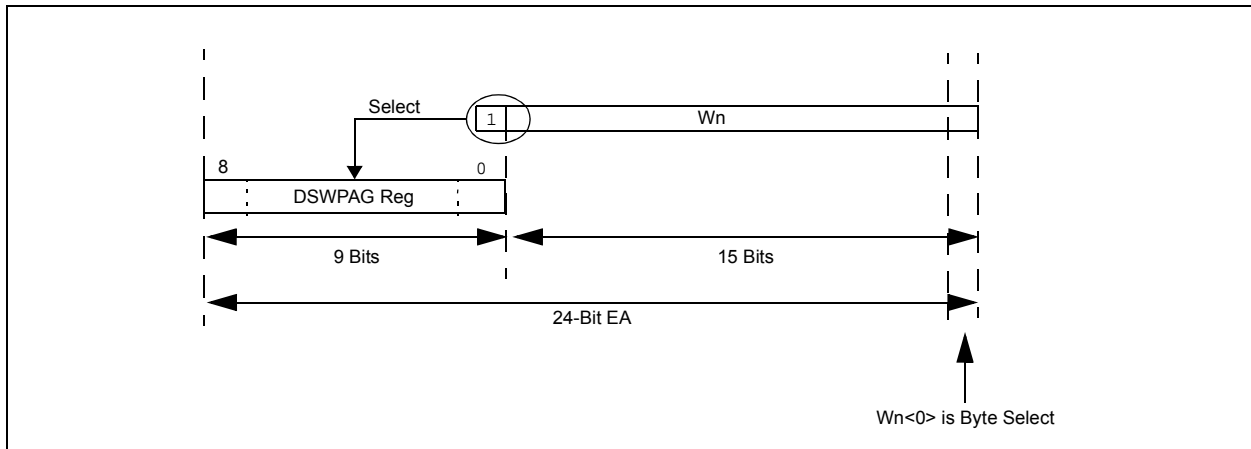 Select
1
Wn
8
0
DSWPAG Reg
9 Bits
15 Bits
24-Bit EA
Wn<0> is Byte Select